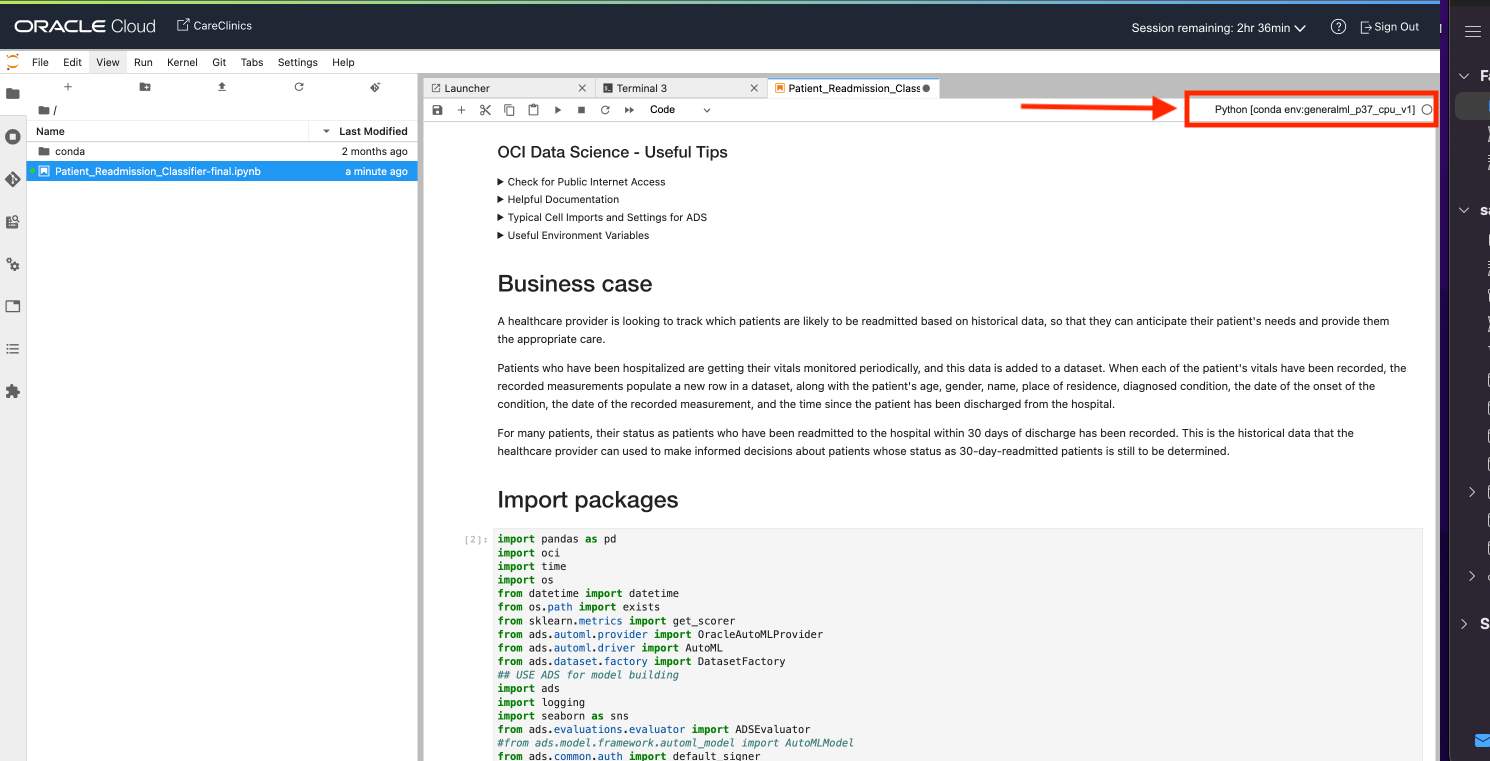 ORACLE Cloud
CareClinics
Session remaining: 2hr 36min
Sign Out
File Edit View Run Kernel Git Tabs Settings Help
/
Name Last Modified
conda 2 months ago
Patient_Readmission_Classifier-final.ipynb a minute ago
Launcher
Terminal 3
Patient_Readmission_Class
Code
Python [conda env:generalml_p37_cpu_v1]
OCI Data Science - Useful Tips
Check for Public Internet Access
Helpful Documentation
Typical Cell Imports and Settings for ADS
Useful Environment Variables
Business case
A healthcare provider is looking to track which patients are likely to be readmitted based on historical data, so that they can anticipate their patient's needs and provide them
the appropriate care.
Patients who have been hospitalized are getting their vitals monitored periodically, and this data is added to a dataset. When each of the patient's vitals have been recorded, the
recorded measurements populate a new row in a dataset, along with the patient's age, gender, name, place of residence, diagnosed condition, the date of the onset of the
condition, the date of the recorded measurement, and the time since the patient has been discharged from the hospital.
For many patients, their status as patients who have been readmitted to the hospital within 30 days of discharge has been recorded. This is the historical data that the
healthcare provider can used to make informed decisions about patients whose status as 30-day-readmitted patients is still to be determined.
Import packages
[2]:
import pandas as pd
import oci
import time
import os
from datetime import datetime
from os.path import exists
from sklearn.metrics import get_scorer
from ads.automl.provider import OracleAutoMLProvider
from ads.automl.driver import AutoML
from ads.dataset.factory import DatasetFactory
## USE ADS for model building
import ads
import logging
import seaborn as sns
from ads.evaluations.evaluator import ADSEvaluator
#from ads.model.framework.automl_model import AutoMLModel
from ads.common.auth import default_signer